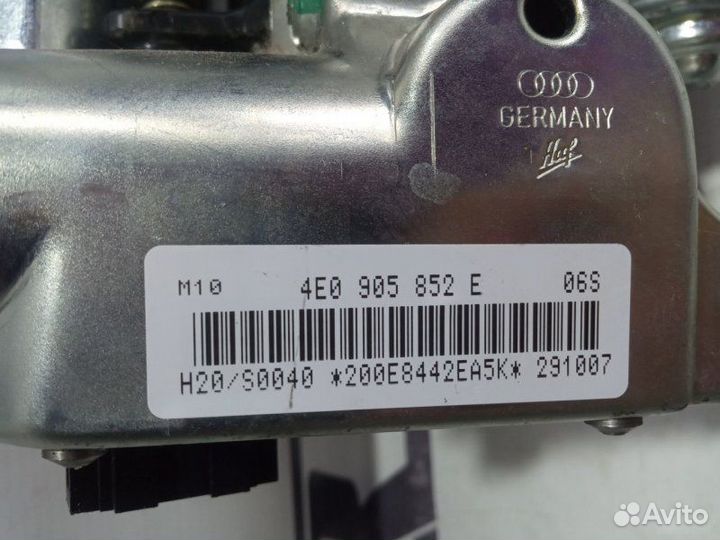 GERMANY
Huf
M10 4E0 905 852 E 06S
H20/S0040 *200E8442EA5K* 291007
Avito